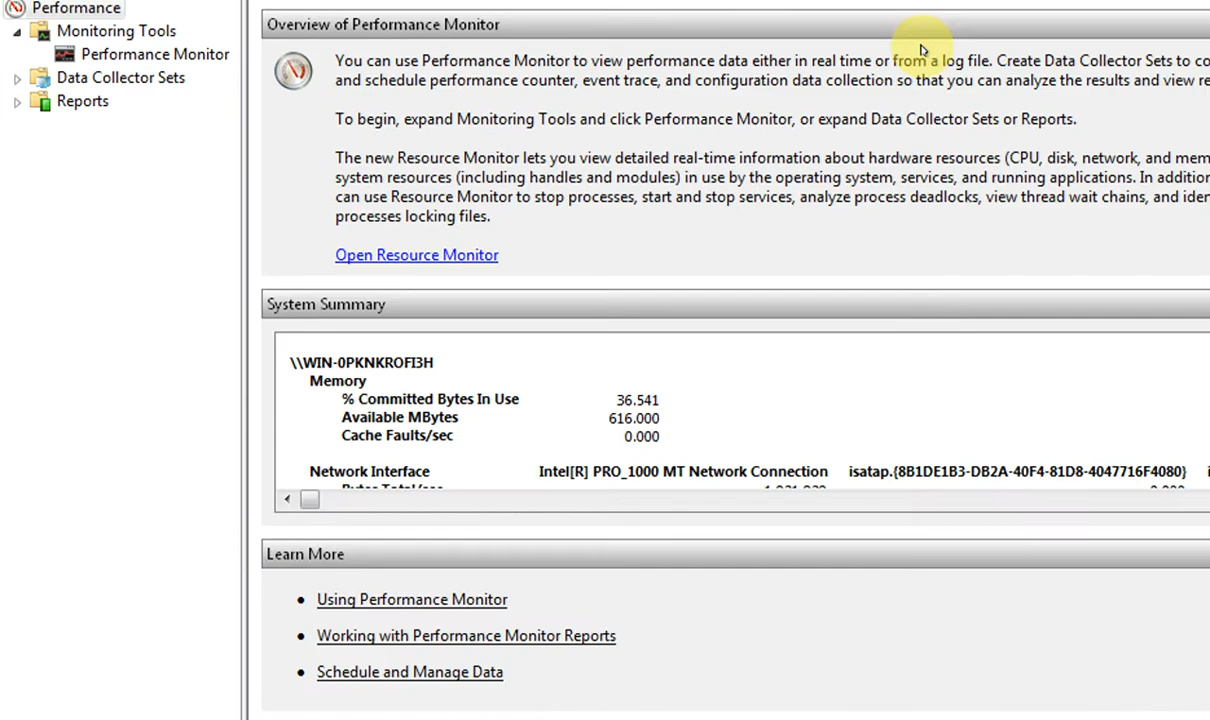 Performance
Monitoring Tools
Performance Monitor
Data Collector Sets
Reports
Overview of Performance Monitor
You can use Performance Monitor to view performance data either in real time or from a log file. Create Data Collector Sets to
and schedule performance counter, event trace, and configuration data collection so that you can analyze the results and view
To begin, expand Monitoring Tools and click Performance Monitor, or expand Data Collector Sets or Reports.
The new Resource Monitor lets you view detailed real-time information about hardware resources (CPU, disk, network, and
system resources (including handles and modules) in use by the operating system, services, and running applications. In
can use Resource Monitor to stop processes, start and stop services, analyze process deadlocks, view thread wait chains, and
processes locking files.
Open Resource Monitor
System Summary
\\WIN-0PKNKROFI3H
Memory
% Committed Bytes In Use 36.541
Available MBytes 616.000
Cache Faults/sec 0.000
Network Interface Intel[R] PRO_1000 MT Network Connection isatap.{8B1DE1B3-DB2A-40F4-81D8-4047716F4080}
Learn More
Using Performance Monitor
Working with Performance Monitor Reports
Schedule and Manage Data